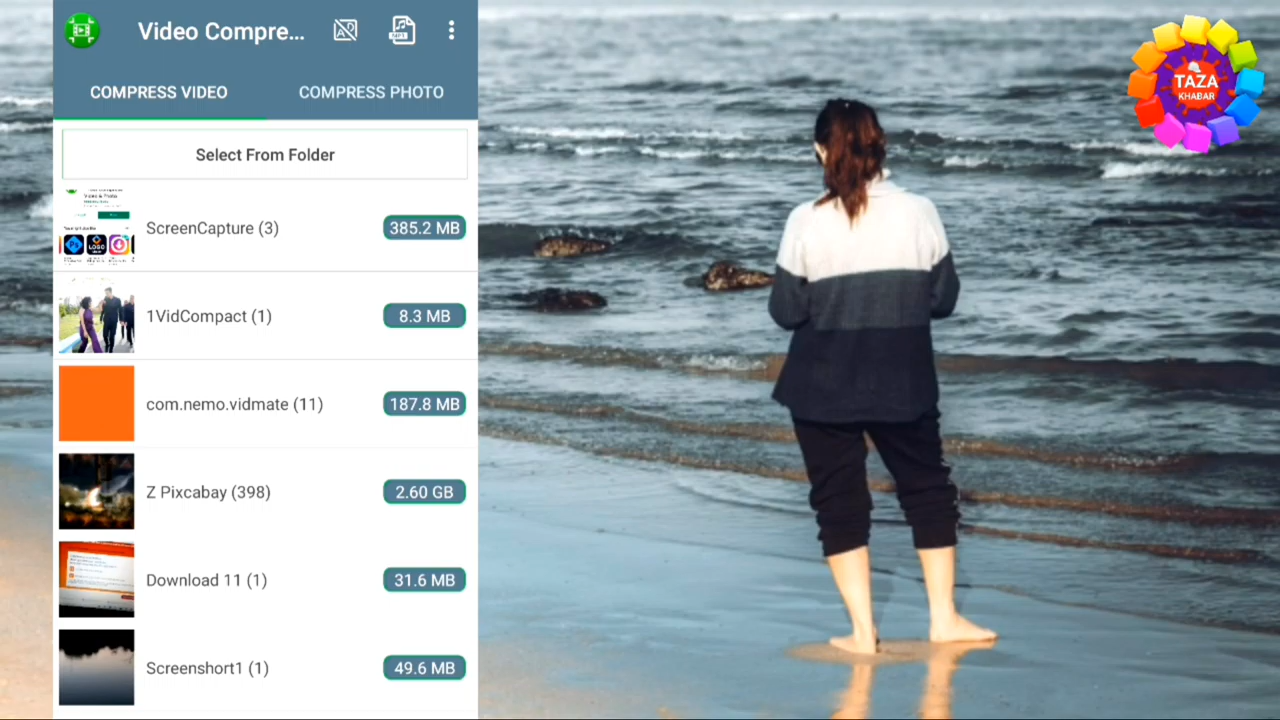 Video Compre...
COMPRESS VIDEO
COMPRESS PHOTO
Select From Folder
ScreenCapture (3)
385.2 MB
1VidCompact (1)
8.3 MB
com.nemo.vidmate (11)
187.8 MB
Z Pixcabay (398)
2.60 GB
Download 11 (1)
31.6 MB
Screenshort1 (1)
49.6 MB
TAZA
KHABAR